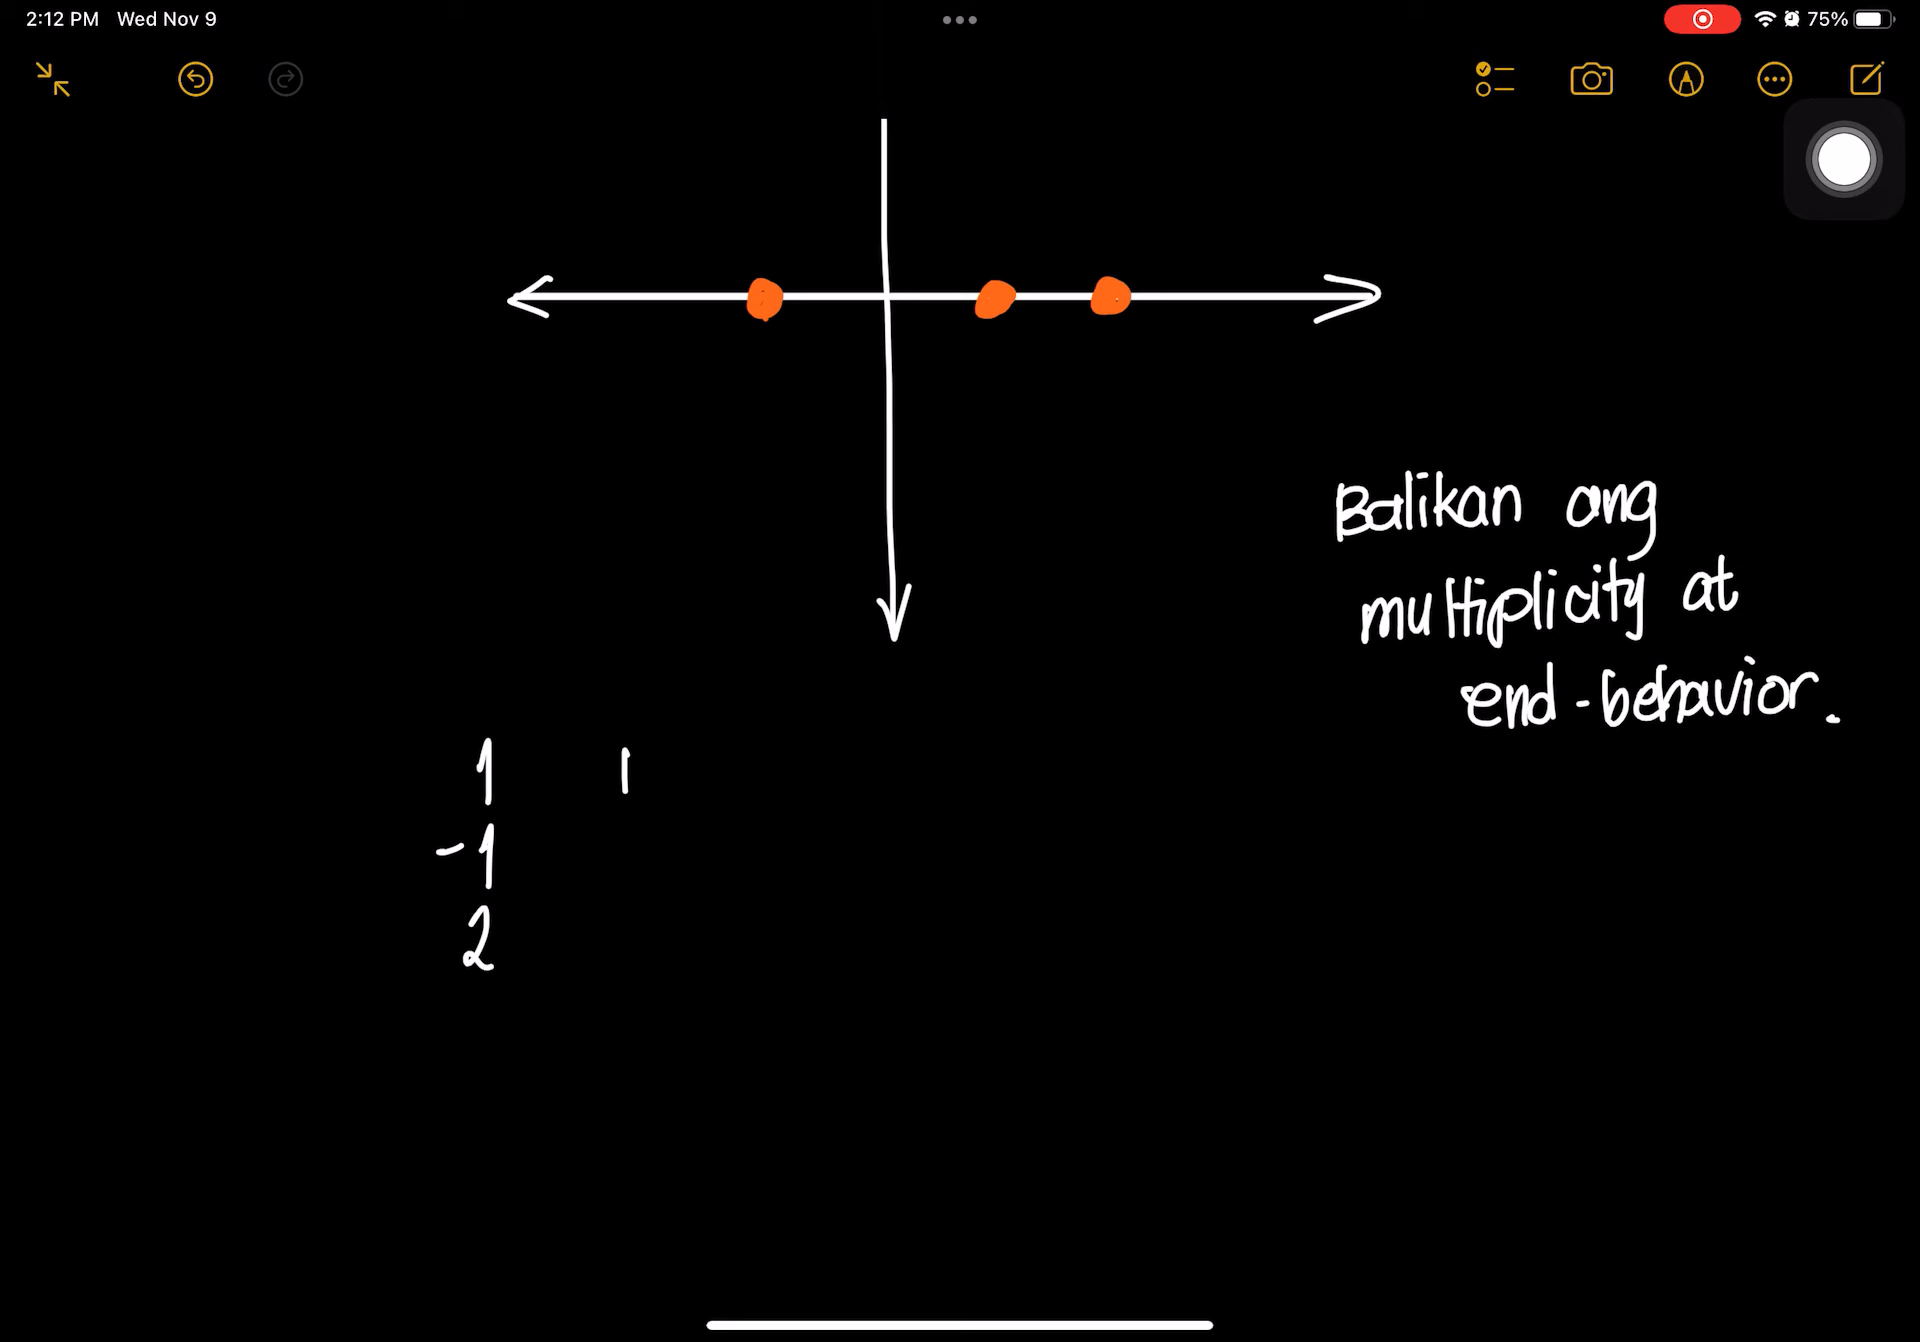 2:12 PM Wed Nov 9
75%
Balikan ang
multiplicity at
end-behavior.
1 1
-1
2